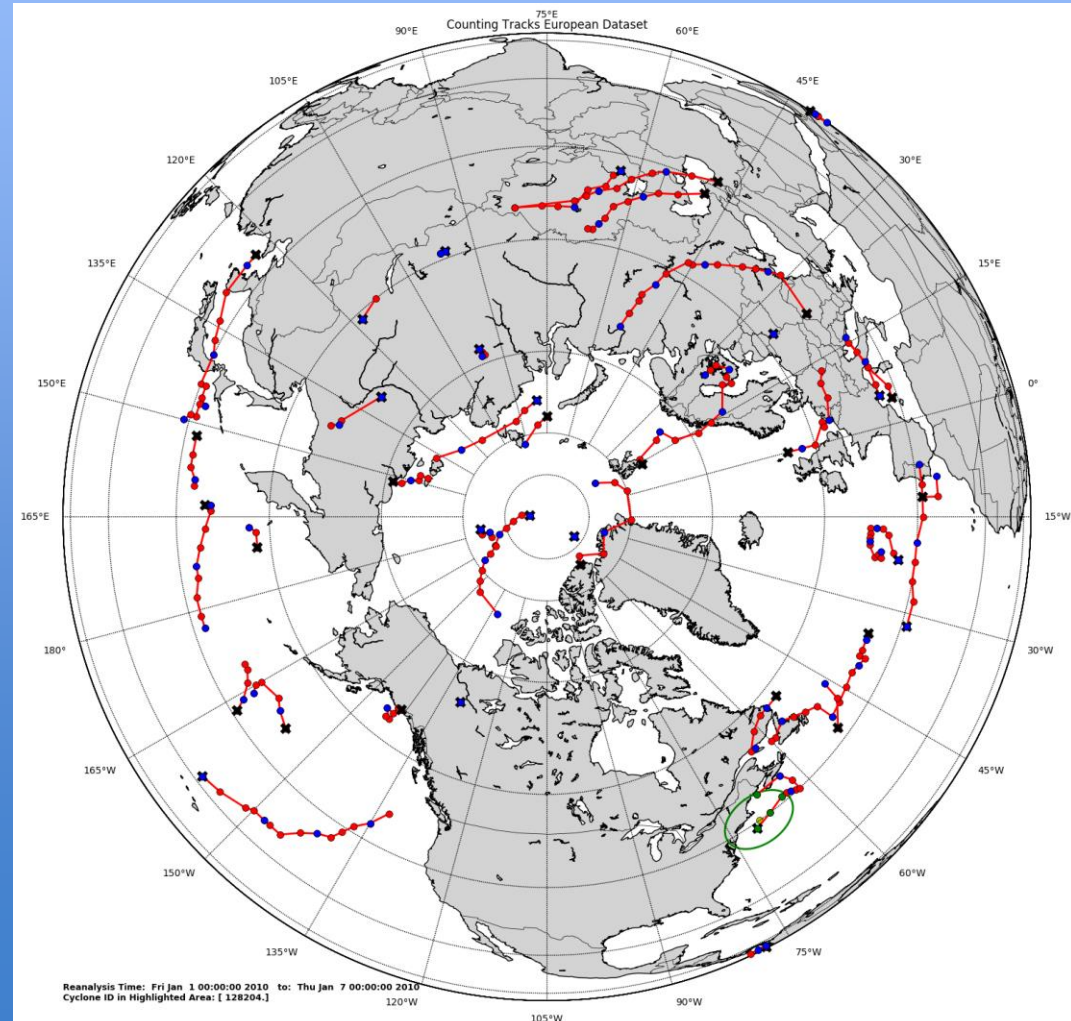 Counting Tracks European Dataset
75°E
90°E
60°E
105°E
45°E
120°E
30°E
135°E
15°E
150°E
0°
165°E
15°W
180°
30°W
165°W
45°W
150°W
60°W
135°W
75°W
120°W
90°W
105°W
Reanalysis Time: Fri Jan 1 00:00:00 2010 to: Thu Jan 7 00:00:00 2010
Cyclone ID in Highlighted Area: [ 128204.]